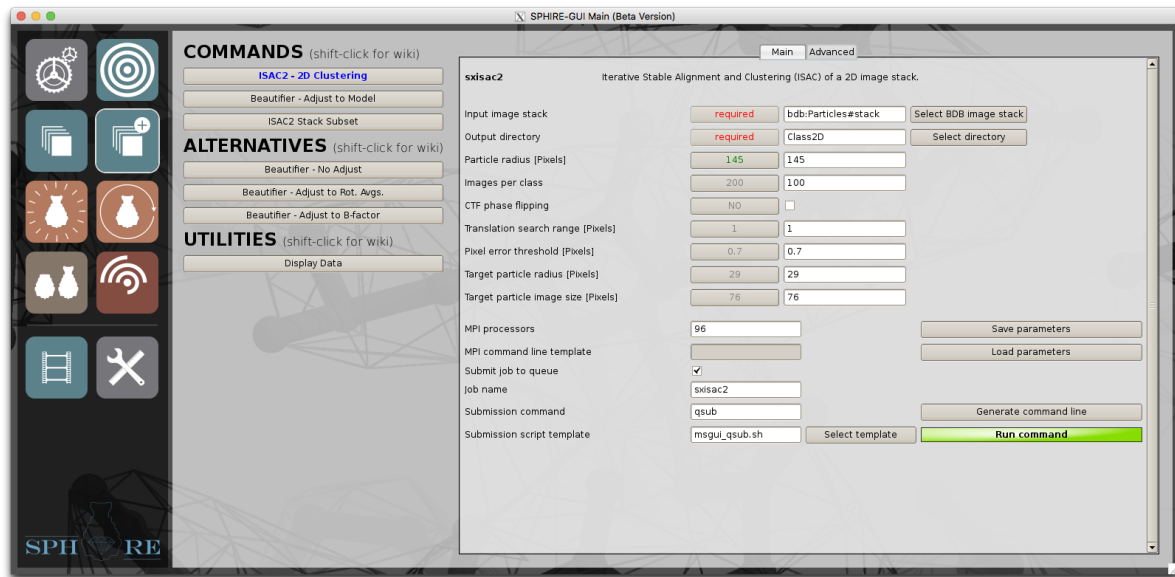 SPHIRE-GUI Main (Beta Version)
COMMANDS (shift-click for wiki)
ISAC2 - 2D Clustering
Beautifier - Adjust to Model
ISAC2 Stack Subset
ALTERNATIVES (shift-click for wiki)
Beautifier - No Adjust
Beautifier - Adjust to Rot. Avgs.
Beautifier - Adjust to B-factor
UTILITIES (shift-click for wiki)
Display Data
SPH RE
Main Advanced
sxisac2 Iterative Stable Alignment and Clustering (ISAC) of a 2D image stack.
Input image stack required bdb:Particles#stack Select BDB image stack
Output directory required Class2D Select directory
Particle radius [Pixels] 145 145
Images per class 200 100
CTF phase flipping NO
Translation search range [Pixels] 1 1
Pixel error threshold [Pixels] 0.7 0.7
Target particle radius [Pixels] 29 29
Target particle image size [Pixels] 76 76
MPI processors 96 Save parameters
MPI command line template Load parameters
Submit job to queue
Job name sxisac2
Submission command qsub Generate command line
Submission script template msgui_qsub.sh Select template Run command